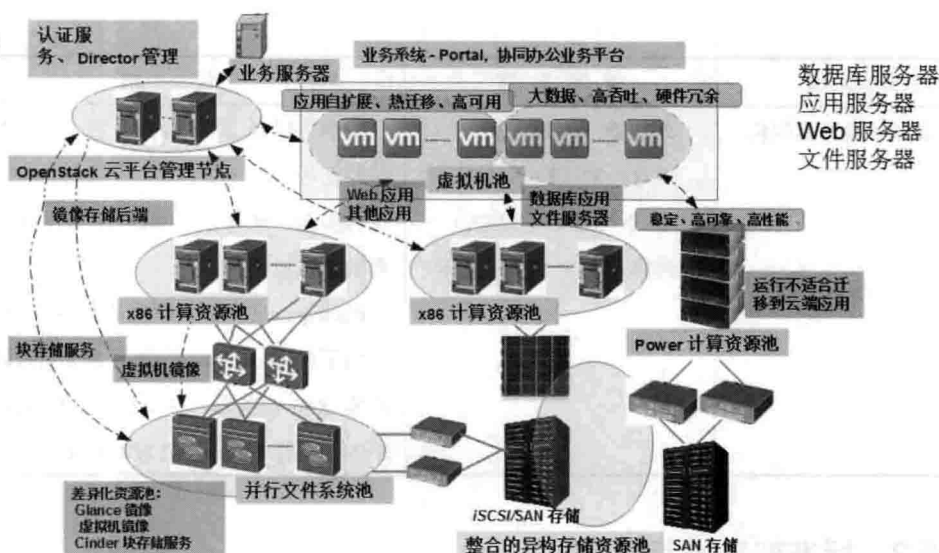 认证服
务、Director 管理
业务服务器
业务系统 - Portal, 协同办公业务平台
数据库服务器
应用服务器
Web 服务器
文件服务器
应用自扩展、热迁移、高可用
大数据、高吞吐、硬件冗余
vm vm vm vm vm vm
OpenStack 云平台管理节点
虚拟机池
Web 应用
其他应用
数据库应用
文件服务器
镜像存储后端
稳定、高可靠、高性能
x86 计算资源池
x86 计算资源池
运行不适合迁
移到云端应用
Power 计算资源池
块存储服务
虚拟机镜像
并行文件系统池
差异化资源池:
Glance 镜像
虚拟机镜像
Cinder 块存储服务
iSCSI/SAN 存储
整合的异构存储资源池
SAN 存储